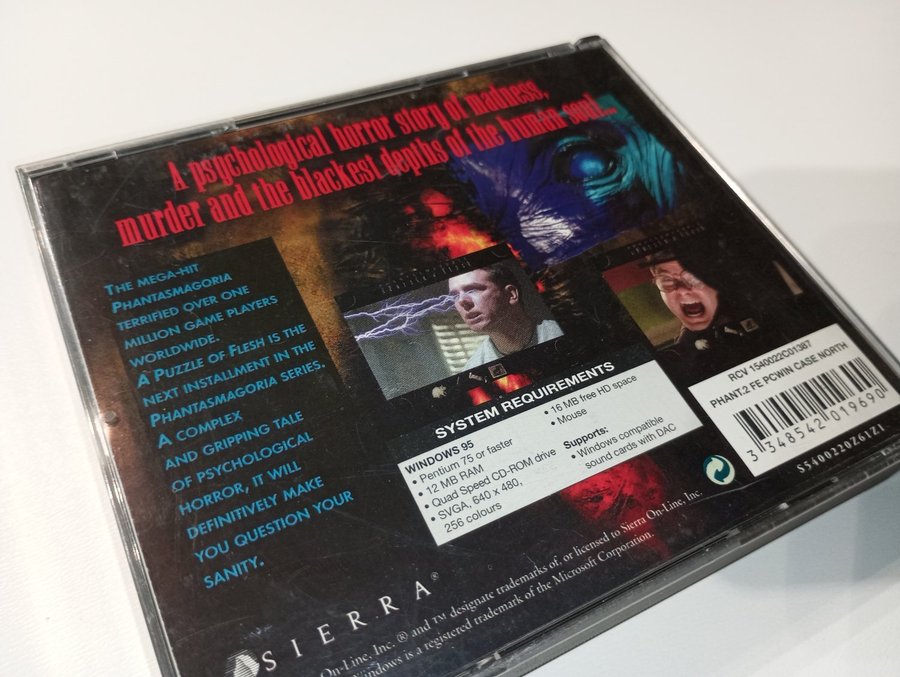 A psychological horror story of madness,
murder and the blackest depths of the human soul...
THE MEGA-HIT
PHANTASMAGORIA
TERRIFIED OVER ONE
MILLION GAME PLAYERS
WORLDWIDE.
A PUZZLE OF FLESH IS THE
NEXT INSTALLMENT IN THE
PHANTASMAGORIA SERIES.
A COMPLEX
AND GRIPPING TALE
OF PSYCHOLOGICAL
HORROR, IT WILL
DEFINITIVELY MAKE
YOU QUESTION YOUR
SANITY.
SYSTEM REQUIREMENTS
WINDOWS 95
• Pentium 75 or faster
• 12 MB RAM
• Quad Speed CD-ROM drive
• SVGA, 640 x 480,
256 colours
• 16 MB free HD space
• Mouse
Supports:
• Windows compatible
sound cards with DAC
RCV 1540022C01387
PHANT.2 FE PCWIN CASE NORTH
3 348542 019690
S5400220Z61Z1
SIERRA®
On-Line, Inc. ® and ™ designate trademarks of, or licensed to Sierra On-Line, Inc.
Windows is a registered trademark of the Microsoft Corporation.